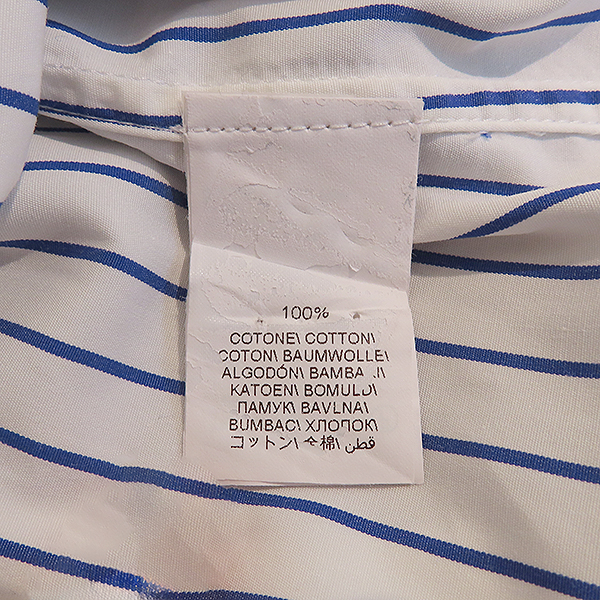 100%
COTONE\ COTTON\
COTON\ BAUMWOLLE\
ALGODÓN\ BAMBA .I\
KATOEN\ BOMULD\
ПАМУК\ BAVLNA\
BUMBAC\ ХЛОПОК\
コットン\ 全棉\ قطن